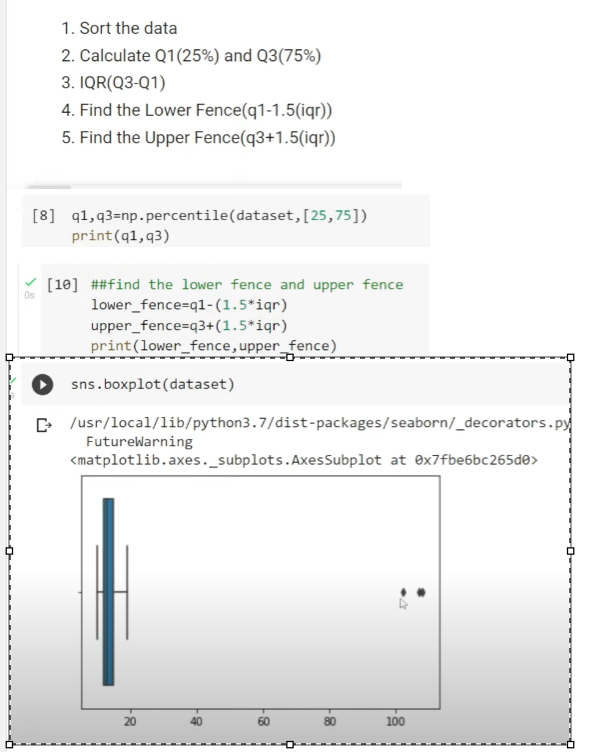 1. Sort the data
2. Calculate Q1(25%) and Q3(75%)
3. IQR(Q3-Q1)
4. Find the Lower Fence(q1-1.5(iqr))
5. Find the Upper Fence(q3+1.5(iqr))
[8] q1,q3=np.percentile(dataset,[25,75])
print(q1,q3)
[10] ##find the lower fence and upper fence
0s
lower_fence=q1-(1.5*iqr)
upper_fence=q3+(1.5*iqr)
print(lower_fence,upper_fence)
sns.boxplot(dataset)
/usr/local/lib/python3.7/dist-packages/seaborn/_decorators.py
FutureWarning
<matplotlib.axes._subplots.AxesSubplot at 0x7fbe6bc265d0>
20 40 60 80 100